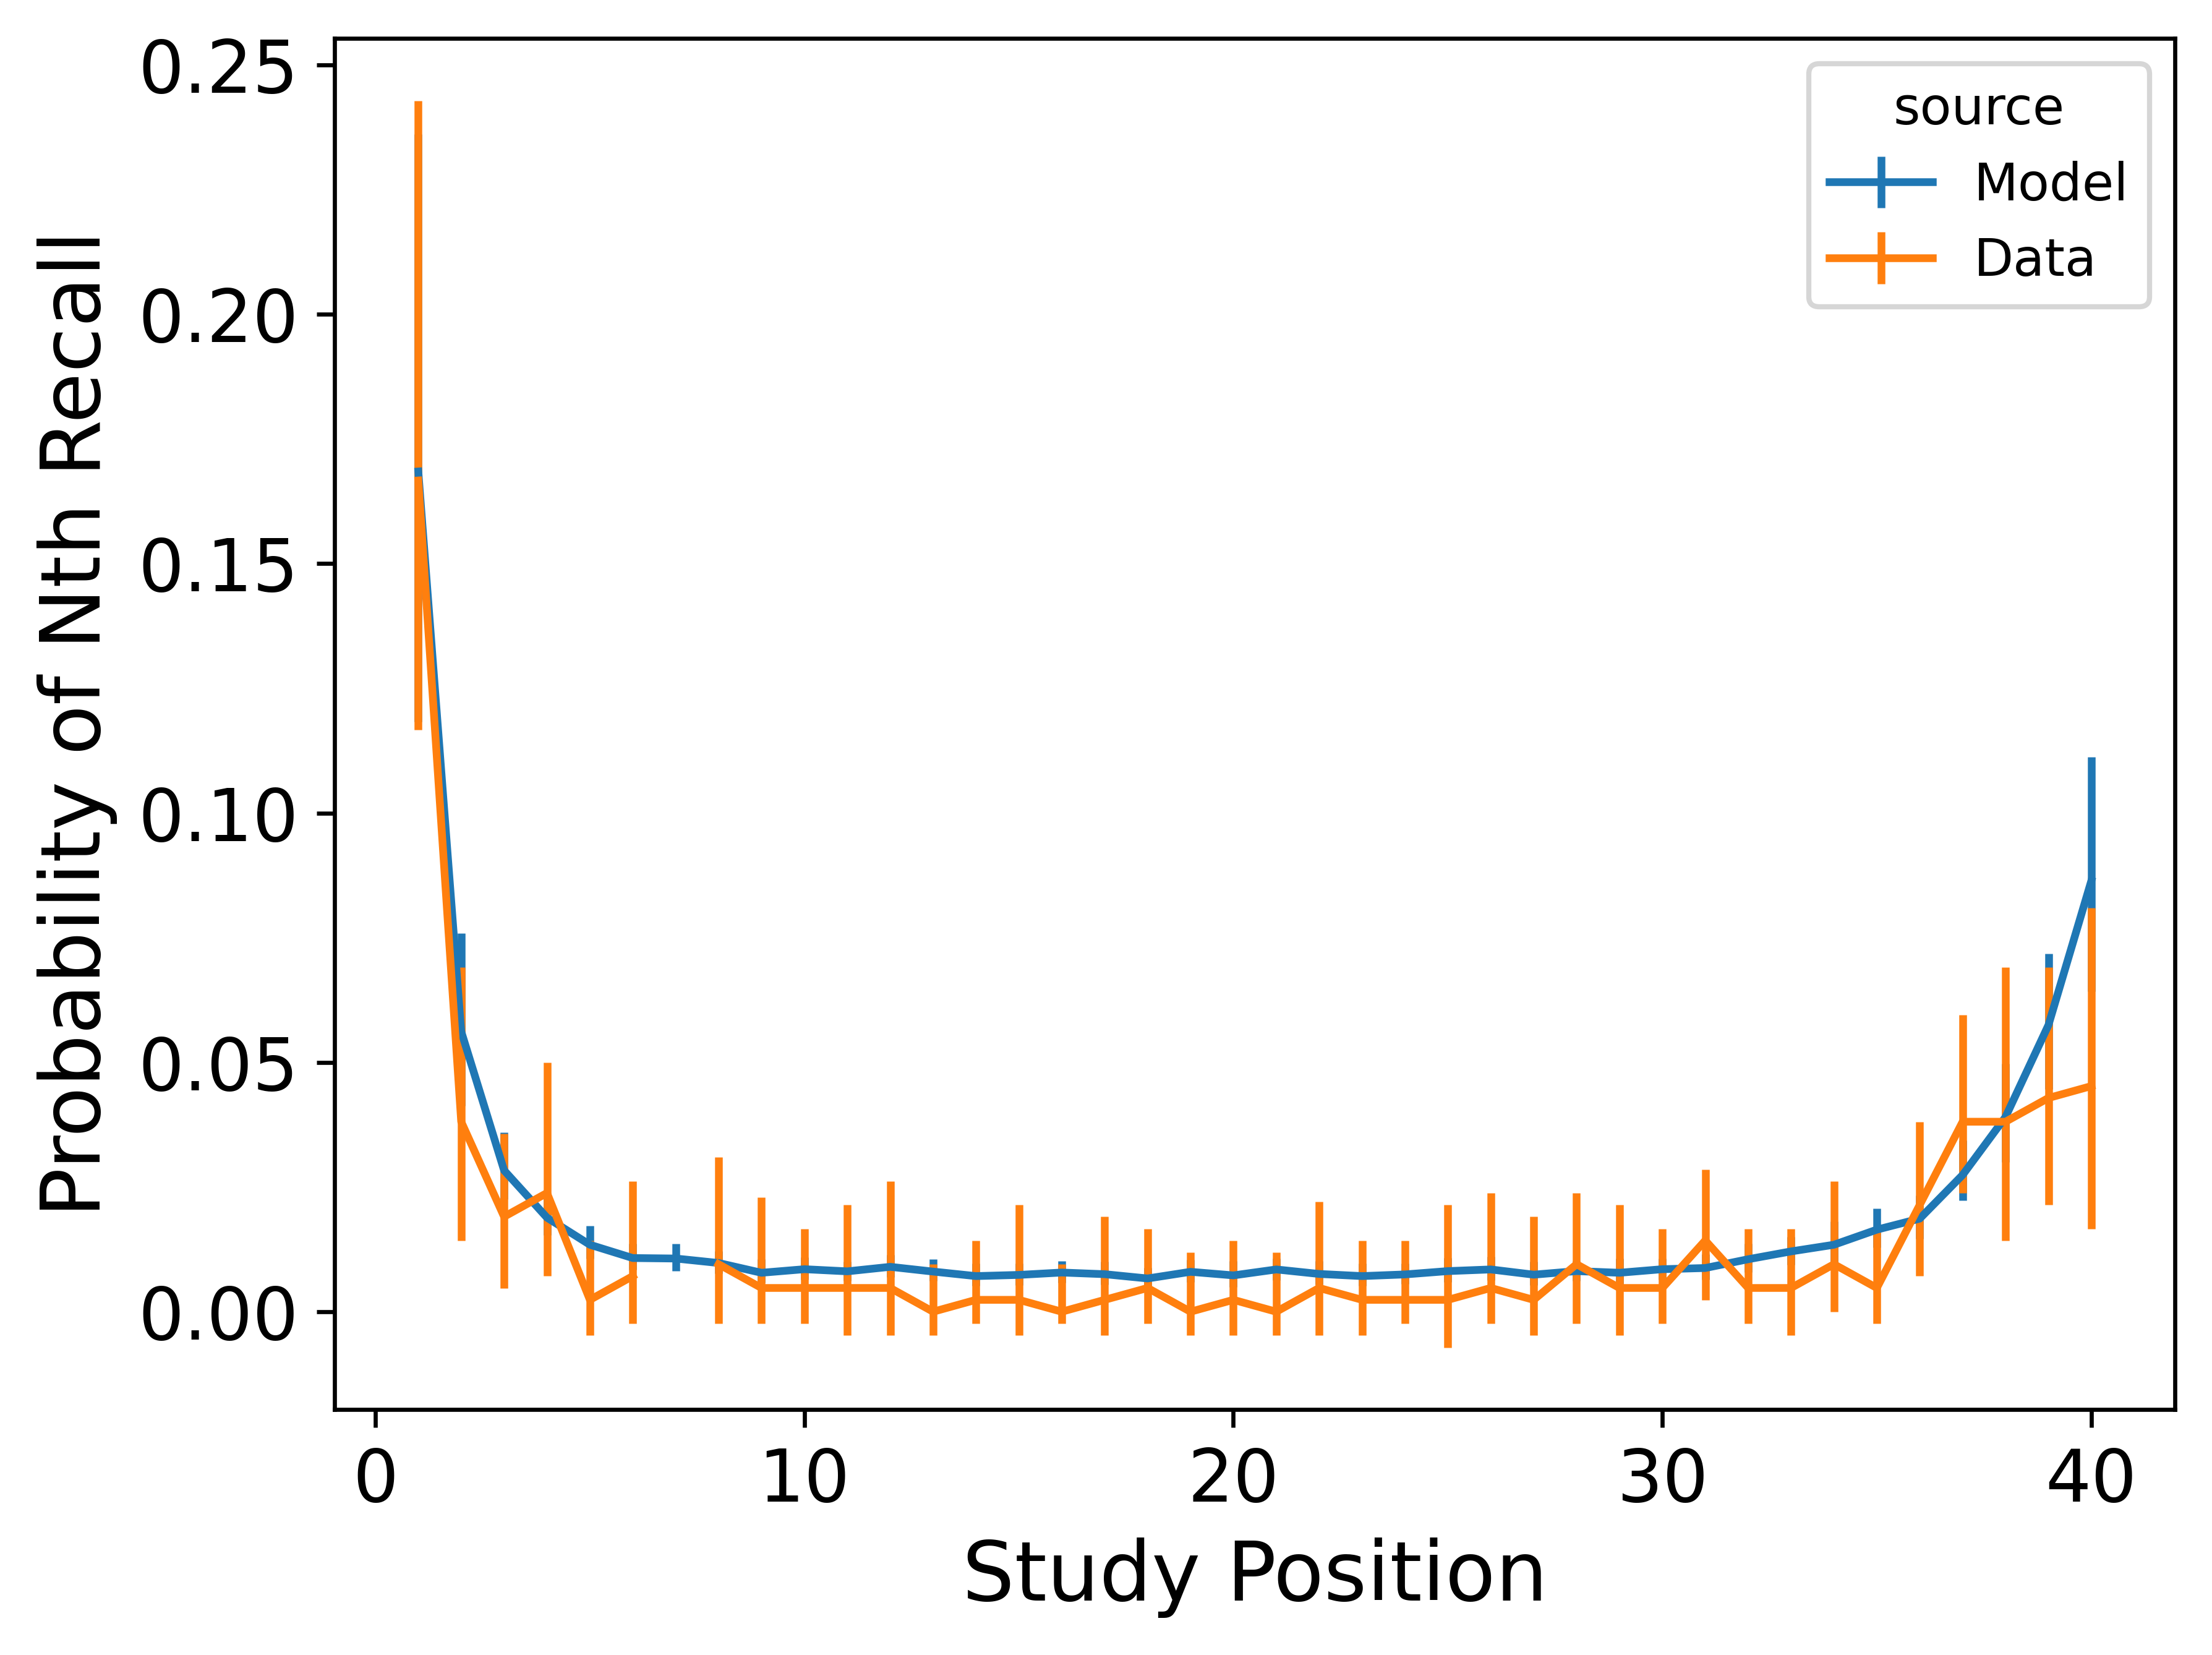 Probability of Nth Recall
0.25
0.20
0.15
0.10
0.05
0.00
source
Model
Data
0 10 20 30 40
Study Position